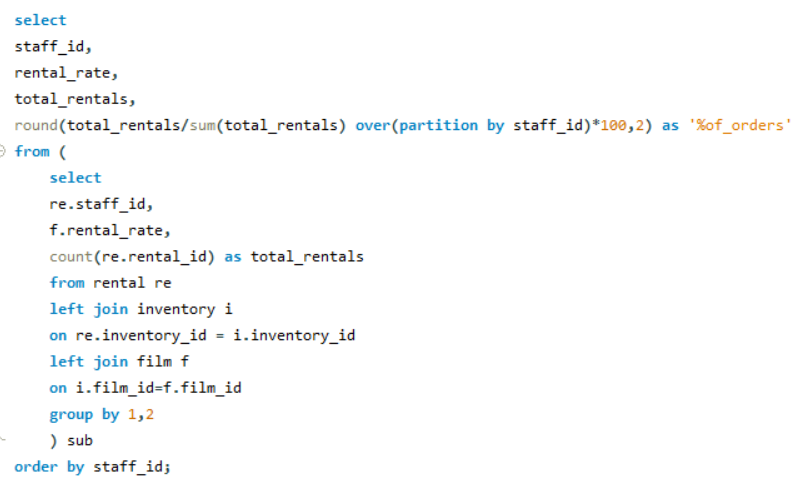 select
staff_id,
rental_rate,
total_rentals,
round(total_rentals/sum(total_rentals) over(partition by staff_id)*100,2) as '%of_orders'
from (
select
re.staff_id,
f.rental_rate,
count(re.rental_id) as total_rentals
from rental re
left join inventory i
on re.inventory_id = i.inventory_id
left join film f
on i.film_id=f.film_id
group by 1,2
) sub
order by staff_id;